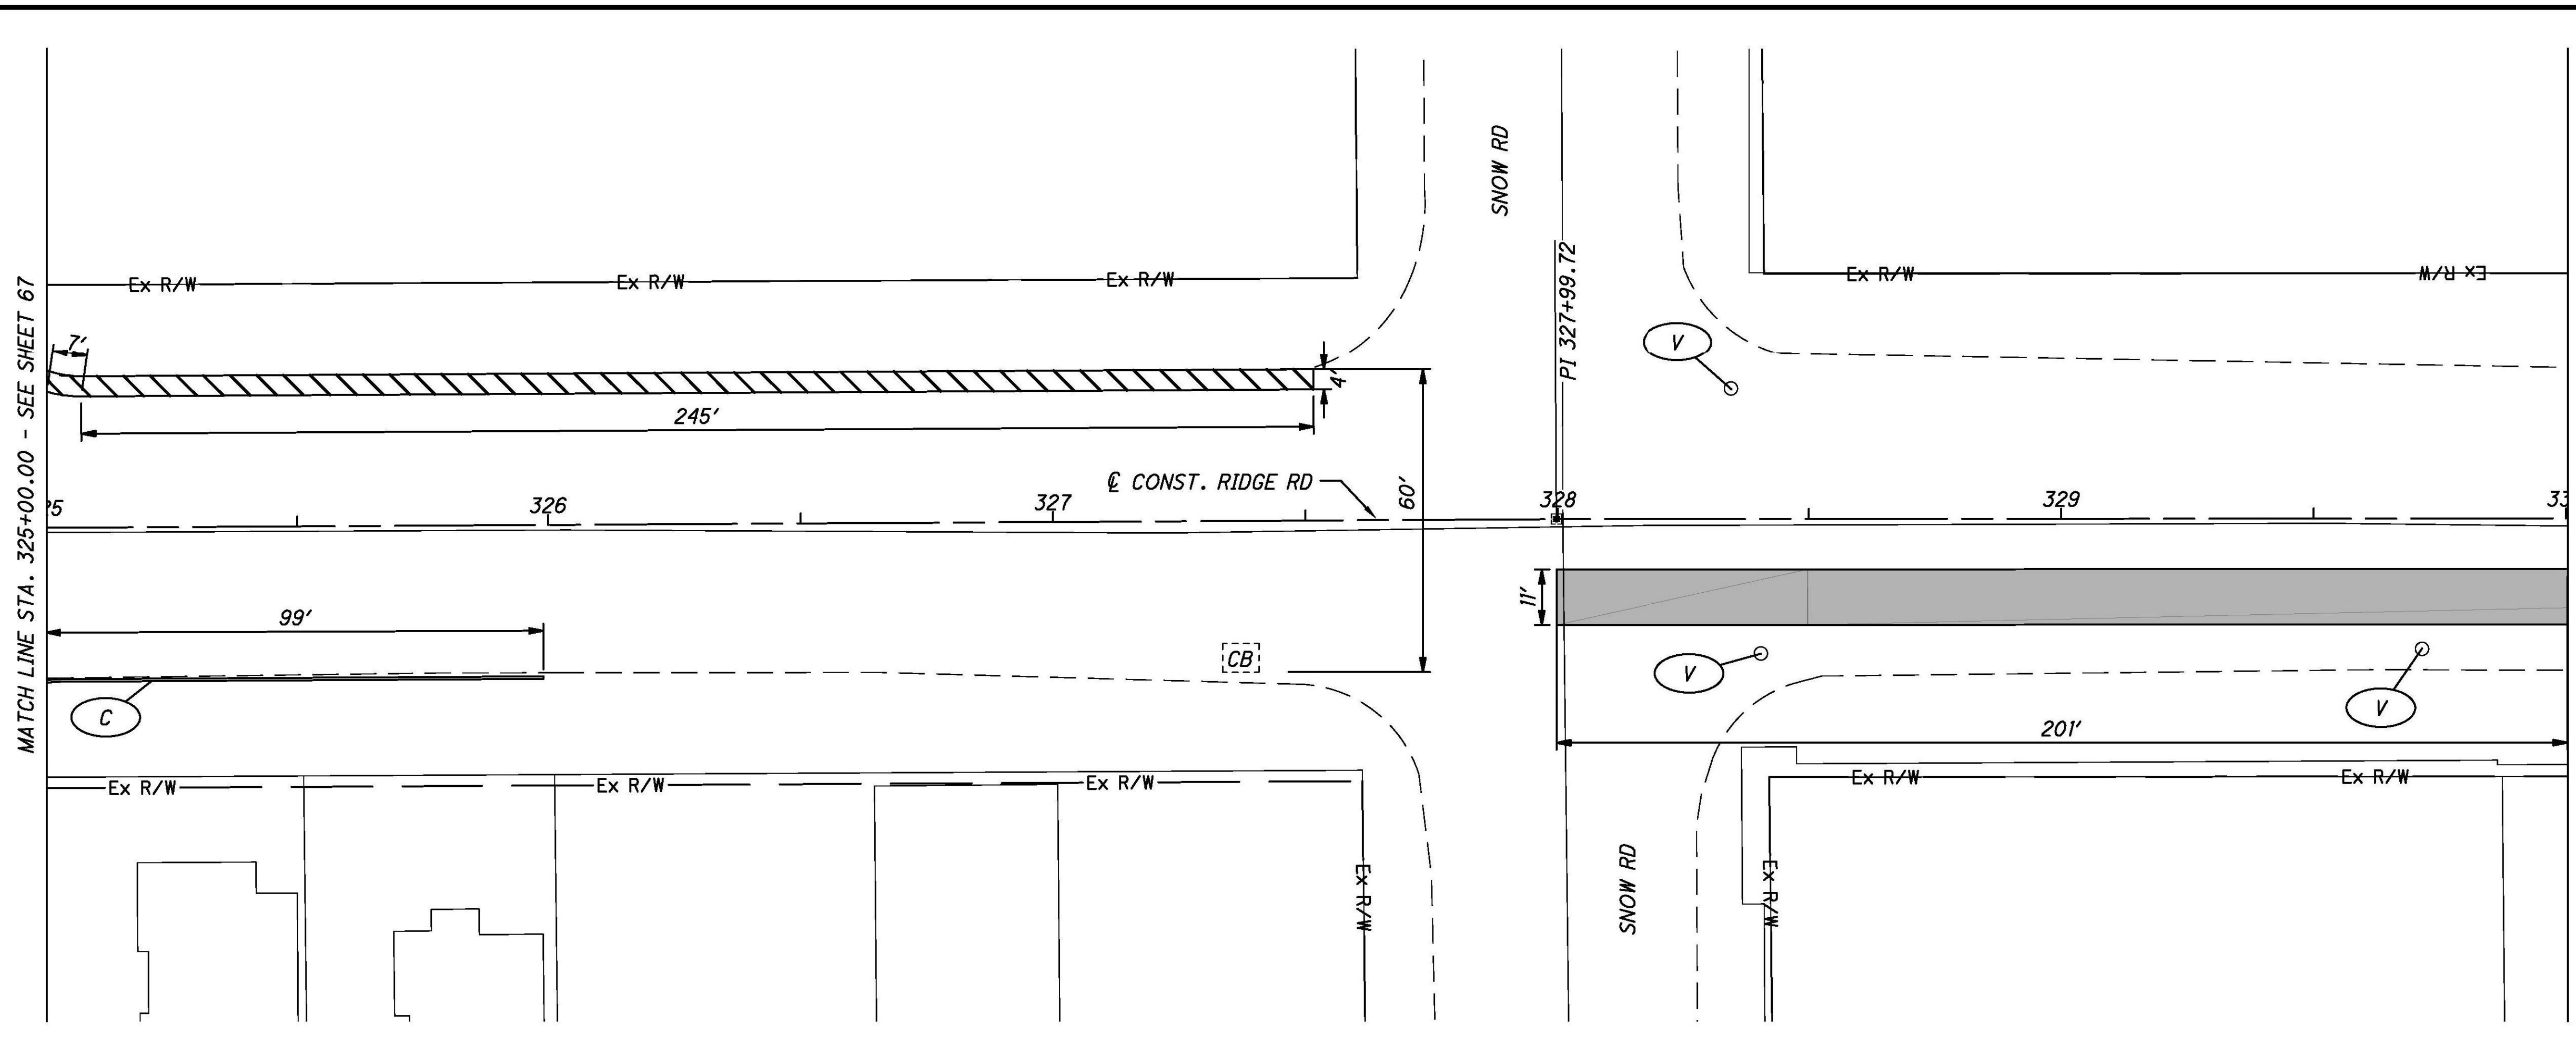 MATCH LINE STA. 325+00.00 - SEE SHEET 67
SNOW RD
PI 327+99.72
Ex R/W
Ex R/W
Ex R/W
Ex R/W
Ex R/W
7'
V
4'
245'
60'
℄ CONST. RIDGE RD
25
326
327
328
329
33
11'
99'
CB
V
V
C
201'
Ex R/W
Ex R/W
Ex R/W
Ex R/W
Ex R/W
Ex R/W
Ex R/W
SNOW RD